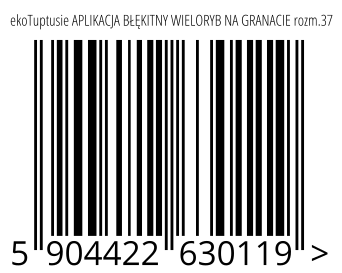 ekoTuptusie APLIKACJA BŁĘKITNY WIELORYB NA GRANACIE rozm.37
5 904422 630119 >